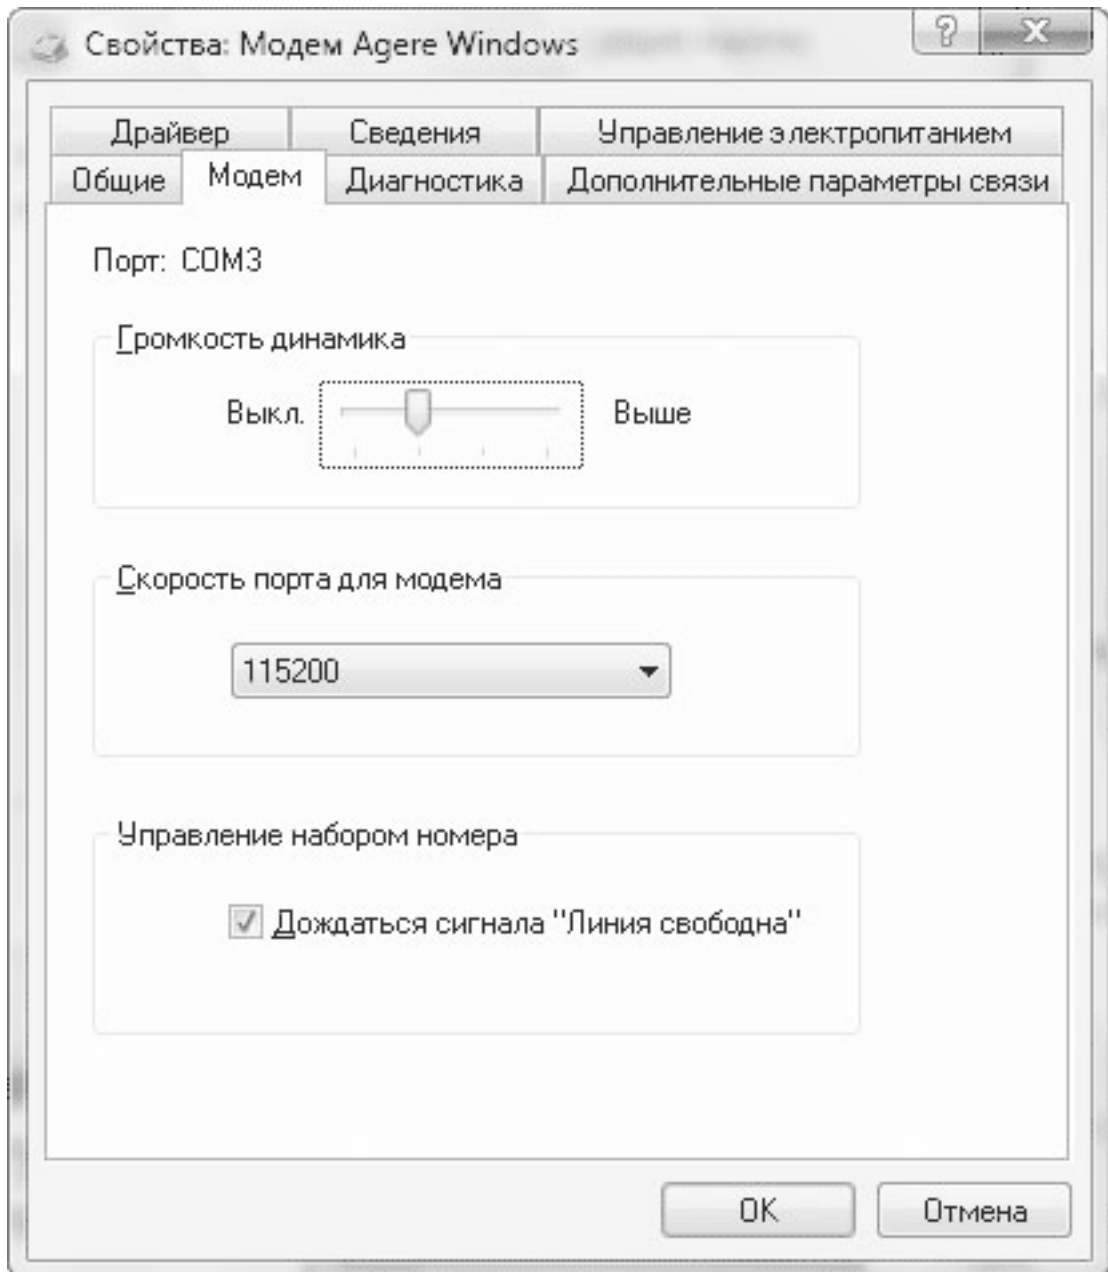 Свойства: Модем Agere Windows
?
X
Драйвер Сведения Управление электропитанием
Общие Модем Диагностика Дополнительные параметры связи
Порт: COM3
Громкость динамика
Выкл. Выше
Скорость порта для модема
115200
Управление набором номера
Дождаться сигнала "Линия свободна"
OK Отмена